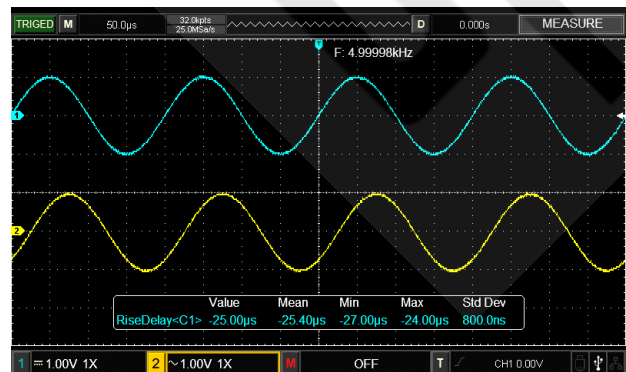 TRIGED M 50.0μs 32.0kpts D 0.000s MEASURE
25.0MSa/s
T
F: 4.99998kHz
1
2
Value Mean Min Max Std Dev
RiseDelay<C1> -25.00μs -25.40μs -27.00μs -24.00μs 800.0ns
1 1.00V 1X 2 ~1.00V 1X M OFF T CH1 0.00V